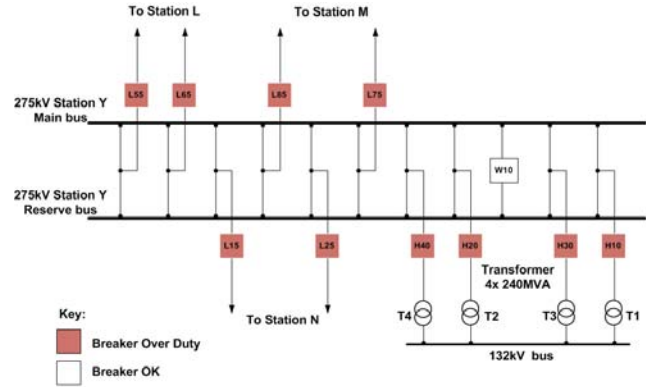 To Station L
To Station M
L55
L65
L85
L75
275kV Station Y
Main bus
W10
275kV Station Y
Reserve bus
L15
L25
H40
H20
H30
H10
Transformer
4x 240MVA
T4
T2
T3
T1
To Station N
132kV bus
Key:
Breaker Over Duty
Breaker OK